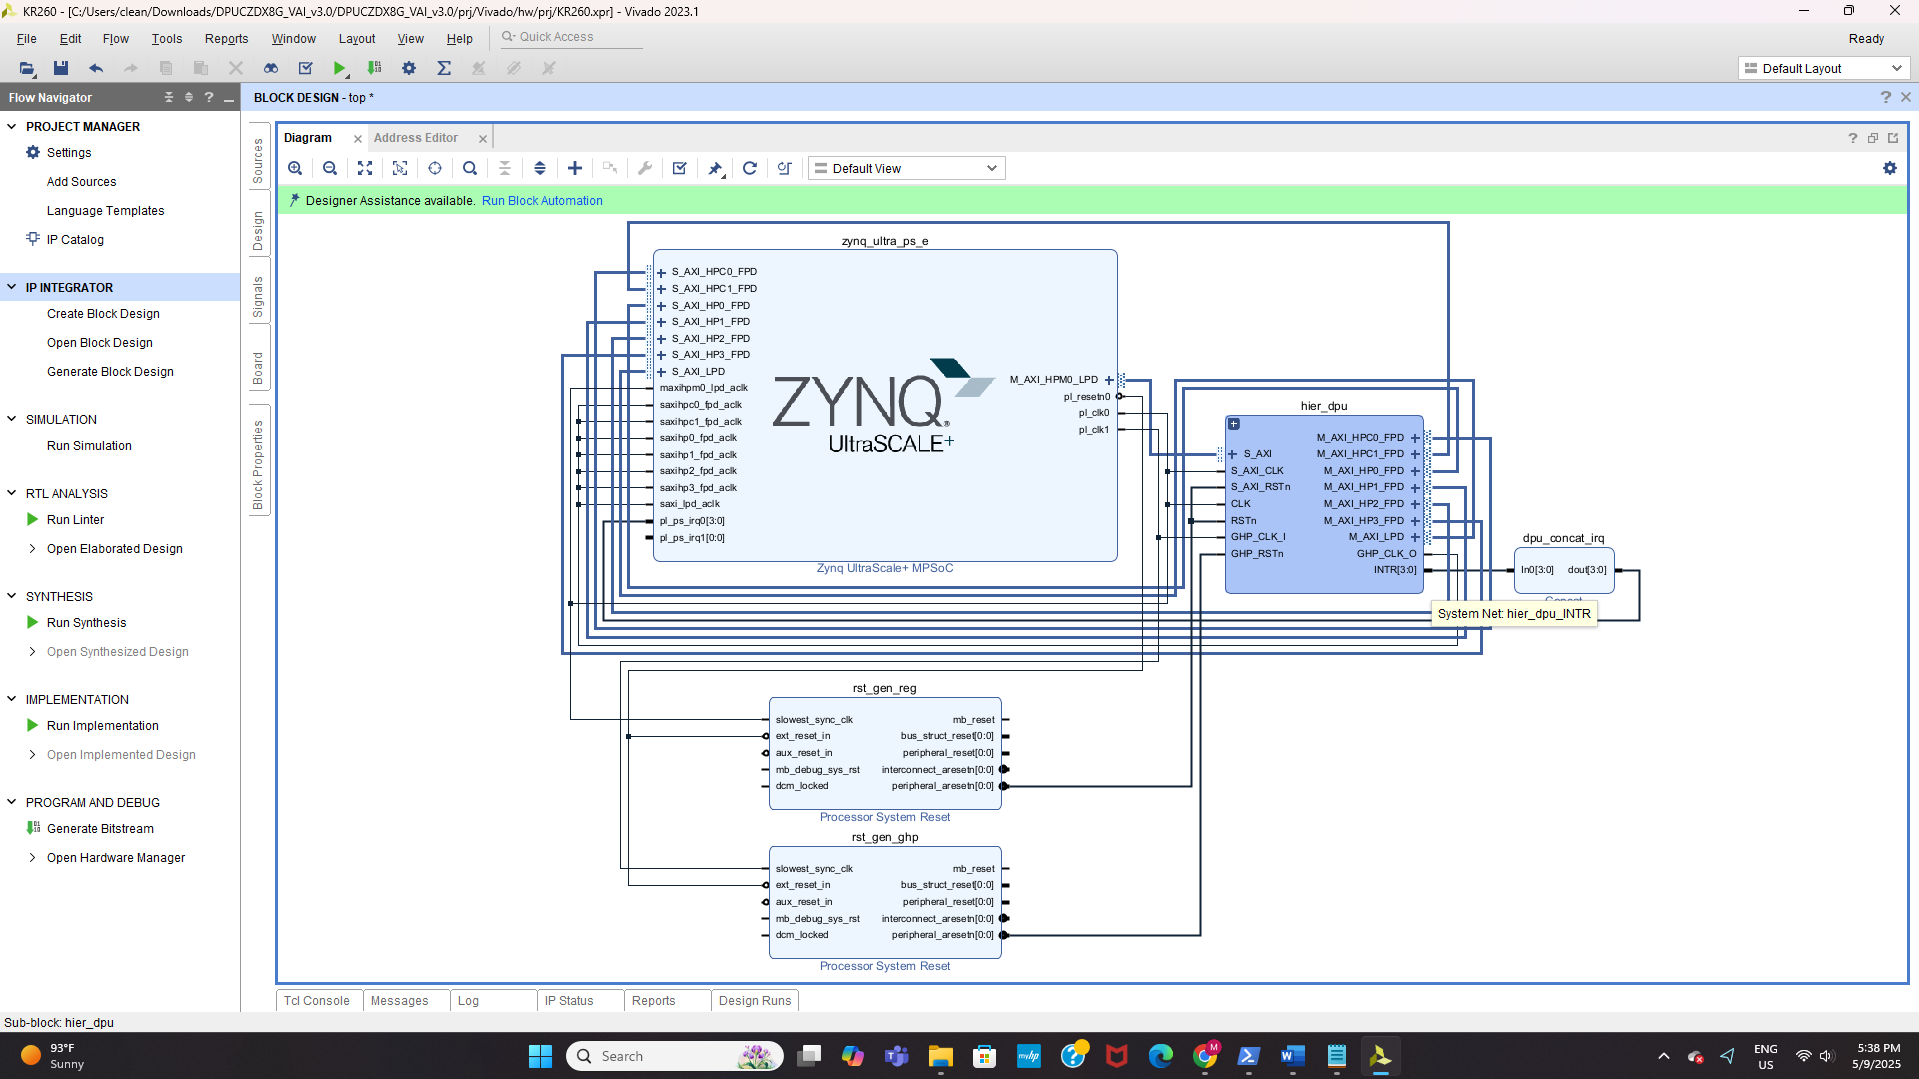 KR260 - [C:/Users/clean/Downloads/DPUCZDX8G_VAI_v3.0/DPUCZDX8G_VAI_v3.0/prj/Vivado/hw/prj/KR260.xpr] - Vivado 2023.1
File Edit Flow Tools Reports Window Layout View Help Quick Access Ready
Default Layout
Flow Navigator
BLOCK DESIGN - top *
PROJECT MANAGER
Settings
Add Sources
Language Templates
IP Catalog
IP INTEGRATOR
Create Block Design
Open Block Design
Generate Block Design
SIMULATION
Run Simulation
RTL ANALYSIS
Run Linter
Open Elaborated Design
SYNTHESIS
Run Synthesis
Open Synthesized Design
IMPLEMENTATION
Run Implementation
Open Implemented Design
PROGRAM AND DEBUG
Generate Bitstream
Open Hardware Manager
Sources
Design
Signals
Board
Block Properties
Diagram Address Editor
Default View
Designer Assistance available. Run Block Automation
zynq_ultra_ps_e
S_AXI_HPC0_FPD
S_AXI_HPC1_FPD
S_AXI_HP0_FPD
S_AXI_HP1_FPD
S_AXI_HP2_FPD
S_AXI_HP3_FPD
S_AXI_LPD
maxihpm0_lpd_aclk
saxihpc0_fpd_aclk
saxihpc1_fpd_aclk
saxihp0_fpd_aclk
saxihp1_fpd_aclk
saxihp2_fpd_aclk
saxihp3_fpd_aclk
saxi_lpd_aclk
pl_ps_irq0[3:0]
pl_ps_irq1[0:0]
ZYNQ
UltraSCALE+
M_AXI_HPM0_LPD
pl_resetn0
pl_clk0
pl_clk1
Zynq UltraScale+ MPSoC
hier_dpu
S_AXI
S_AXI_CLK
S_AXI_RSTn
CLK
RSTn
GHP_CLK_I
GHP_RSTn
M_AXI_HPC0_FPD
M_AXI_HPC1_FPD
M_AXI_HP0_FPD
M_AXI_HP1_FPD
M_AXI_HP2_FPD
M_AXI_HP3_FPD
M_AXI_LPD
GHP_CLK_O
INTR[3:0]
dpu_concat_irq
In0[3:0] dout[3:0]
System Net: hier_dpu_INTR
rst_gen_reg
slowest_sync_clk
ext_reset_in
aux_reset_in
mb_debug_sys_rst
dcm_locked
mb_reset
bus_struct_reset[0:0]
peripheral_reset[0:0]
interconnect_aresetn[0:0]
peripheral_aresetn[0:0]
Processor System Reset
rst_gen_ghp
slowest_sync_clk
ext_reset_in
aux_reset_in
mb_debug_sys_rst
dcm_locked
mb_reset
bus_struct_reset[0:0]
peripheral_reset[0:0]
interconnect_aresetn[0:0]
peripheral_aresetn[0:0]
Processor System Reset
Tcl Console Messages Log IP Status Reports Design Runs
Sub-block: hier_dpu
93°F
Sunny
Search
myhp
M
ENG
US
5:38 PM
5/9/2025